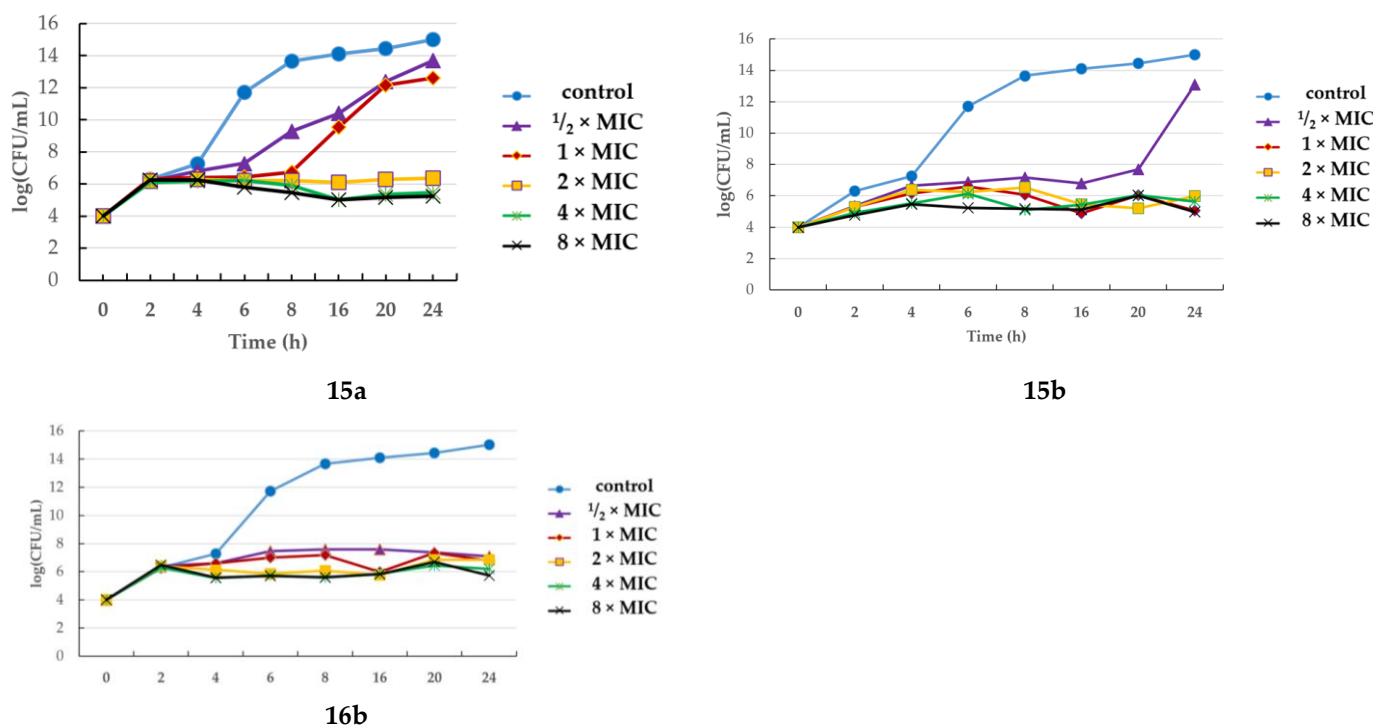 log(CFU/mL)
16
14
12
10
8
6
4
2
0
0 2 4 6 8 16 20 24
Time (h)
control
1/2 × MIC
1 × MIC
2 × MIC
4 × MIC
8 × MIC
15a
log(CFU/mL)
16
14
12
10
8
6
4
2
0
0 2 4 6 8 16 20 24
Time (h)
control
1/2 × MIC
1 × MIC
2 × MIC
4 × MIC
8 × MIC
15b
log(CFU/mL)
16
14
12
10
8
6
4
2
0
0 2 4 6 8 16 20 24
control
1/2 × MIC
1 × MIC
2 × MIC
4 × MIC
8 × MIC
16b